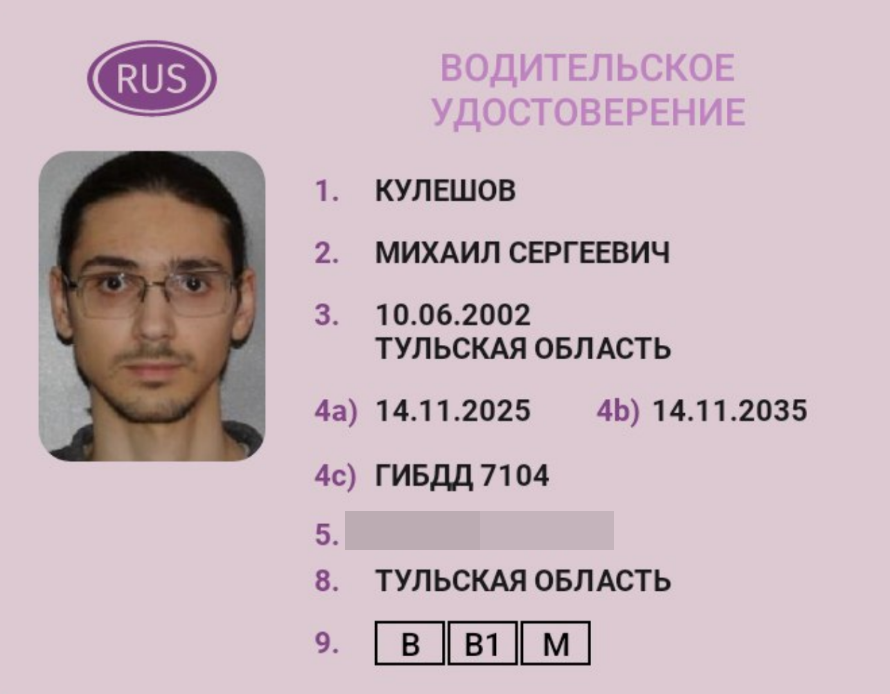 RUS
ВОДИТЕЛЬСКОЕ
УДОСТОВЕРЕНИЕ
1. КУЛЕШОВ
2. МИХАИЛ СЕРГЕЕВИЧ
3. 10.06.2002
ТУЛЬСКАЯ ОБЛАСТЬ
4a) 14.11.2025 4b) 14.11.2035
4c) ГИБДД 7104
5.
8. ТУЛЬСКАЯ ОБЛАСТЬ
9. B B1 M